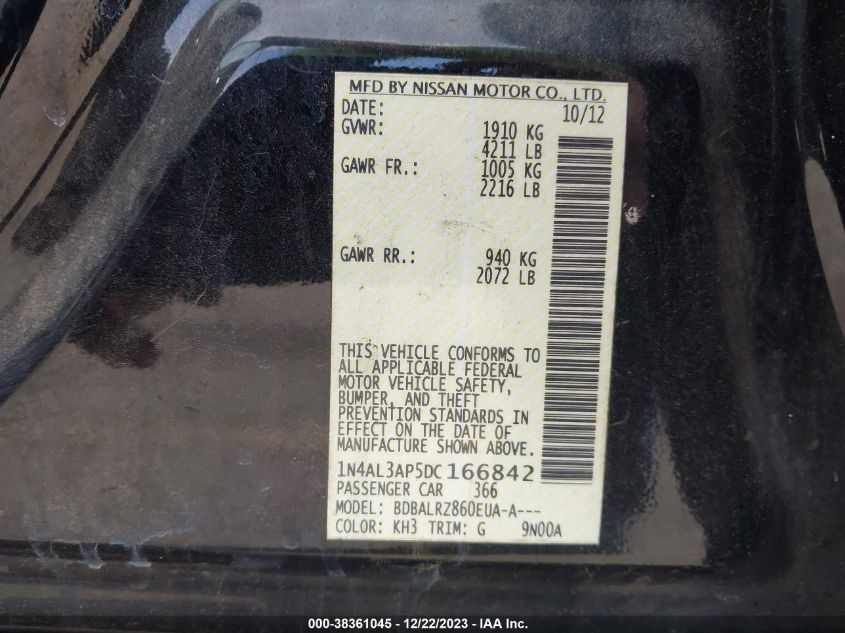 MFD BY NISSAN MOTOR CO., LTD.
DATE: 10/12
GVWR: 1910 KG
4211 LB
GAWR FR.: 1005 KG
2216 LB
GAWR RR.: 940 KG
2072 LB
THIS VEHICLE CONFORMS TO
ALL APPLICABLE FEDERAL
MOTOR VEHICLE SAFETY,
BUMPER, AND THEFT
PREVENTION STANDARDS IN
EFFECT ON THE DATE OF
MANUFACTURE SHOWN ABOVE.
1N4AL3AP5DC166842
PASSENGER CAR 366
MODEL: BDBALRZ860EUA-A---
COLOR: KH3 TRIM: G 9N00A
000-38361045 - 12/22/2023 - IAA Inc.